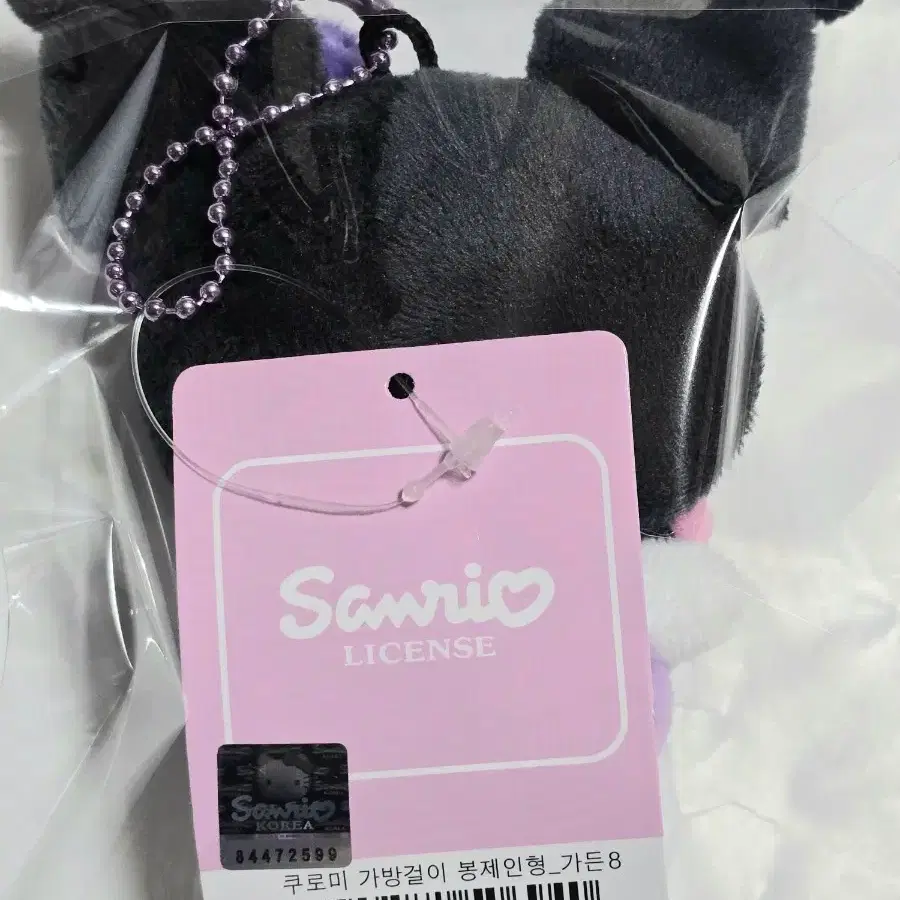 Sanrio
LICENSE
Sanrio
KOREA
84472599
쿠로미 가방걸이 봉제인형_가든8